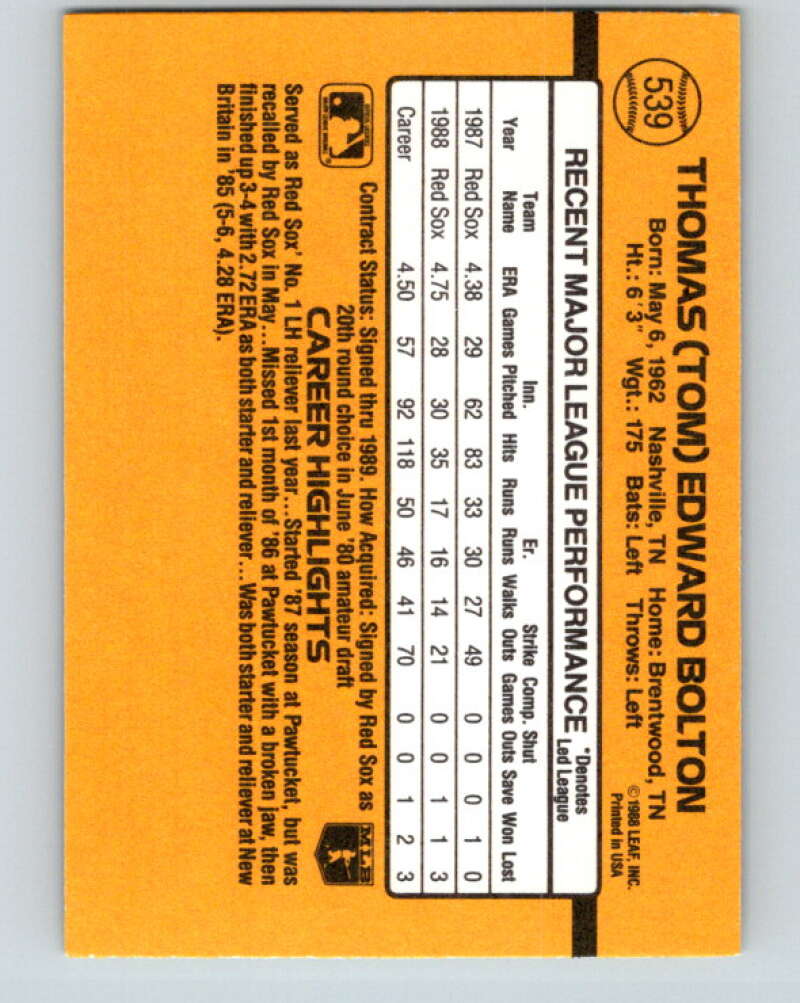 539
THOMAS (TOM) EDWARD BOLTON
Born: May 6, 1962 Nashville, TN Home: Brentwood, TN
Ht.: 6'3" Wgt.: 175 Bats: Left Throws: Left
©1988 LEAF, INC.
Printed in USA
RECENT MAJOR LEAGUE PERFORMANCE *Denotes Led League
Team Inn. Er. Strike Comp. Shut
Year Name ERA Games Pitched Hits Runs Runs Walks Outs Games Outs Save Won Lost
1987 Red Sox 4.38 29 62 83 33 30 27 49 0 0 0 1 0
1988 Red Sox 4.75 28 30 35 17 16 14 21 0 0 1 1 3
Career 4.50 57 92 118 50 46 41 70 0 0 1 2 3
Contract Status: Signed thru 1989. How Acquired: Signed by Red Sox as
20th round choice in June '80 amateur draft
MLB
CAREER HIGHLIGHTS
Served as Red Sox' No. 1 LH reliever last year...Started '87 season at Pawtucket, but was
recalled by Red Sox in May...Missed 1st month of '86 at Pawtucket with a broken jaw, then
finished up 3-4 with 2.72 ERA as both starter and reliever...Was both starter and reliever at New
Britain in '85 (5-6, 4.28 ERA).